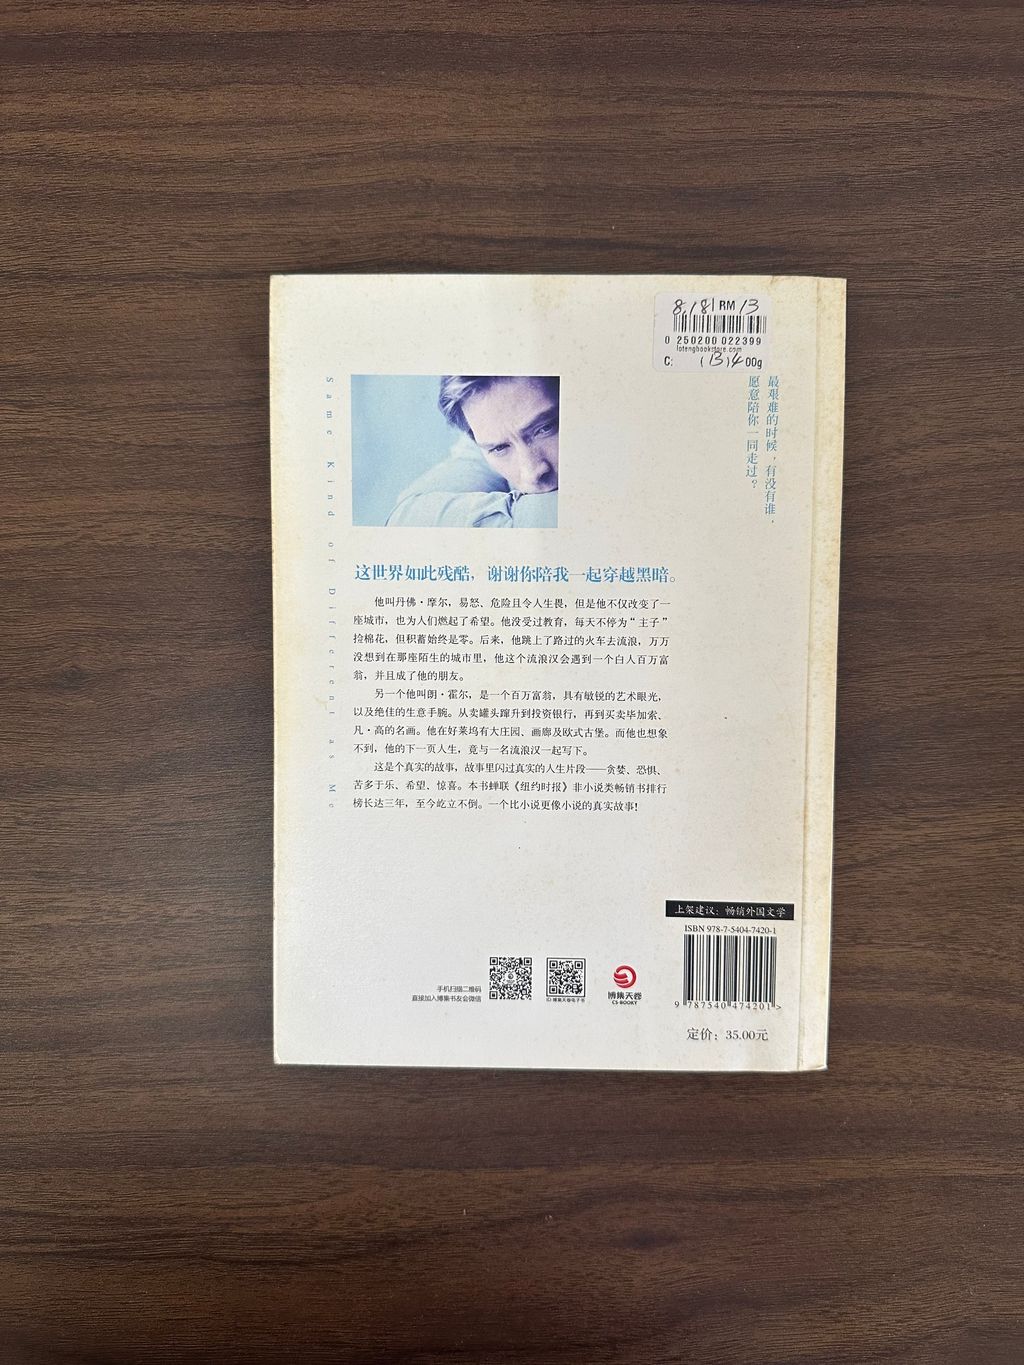 8,181 RM 13
0 250200 022399
lotengbookstore.com
C: (13)4 00g
最艰难的时候，有没有谁，
愿意陪你一同走过？
Same Kind of Different as Me
这世界如此残酷，谢谢你陪我一起穿越黑暗。
他叫丹佛·摩尔，易怒、危险且令人生畏，但是他不仅改变了一
座城市，也为人们燃起了希望。他没受过教育，每天不停为“主子”
捡棉花，但积蓄始终是零。后来，他跳上了路过的火车去流浪，万万
没想到在那座陌生的城市里，他这个流浪汉会遇到一个白人百万富
翁，并且成了他的朋友。
另一个他叫朗·霍尔，是一个百万富翁，具有敏锐的艺术眼光，
以及绝佳的生意手腕。从卖罐头蹿升到投资银行，再到买卖毕加索、
凡·高的名画。他在好莱坞有大庄园、画廊及欧式古堡。而他也想象
不到，他的下一页人生，竟与一名流浪汉一起写下。
这是个真实的故事，故事里闪过真实的人生片段——贪婪、恐惧、
苦多于乐、希望、惊喜。本书蝉联《纽约时报》非小说类畅销书排行
榜长达三年，至今屹立不倒。一个比小说更像小说的真实故事！
上架建议：畅销外国文学
ISBN 978-7-5404-7420-1
9 787540 474201 >
定价：35.00元
手机扫描二维码
直接加入博集书友会微信
博集天卷电子书
博集天卷
CS-BOOKY